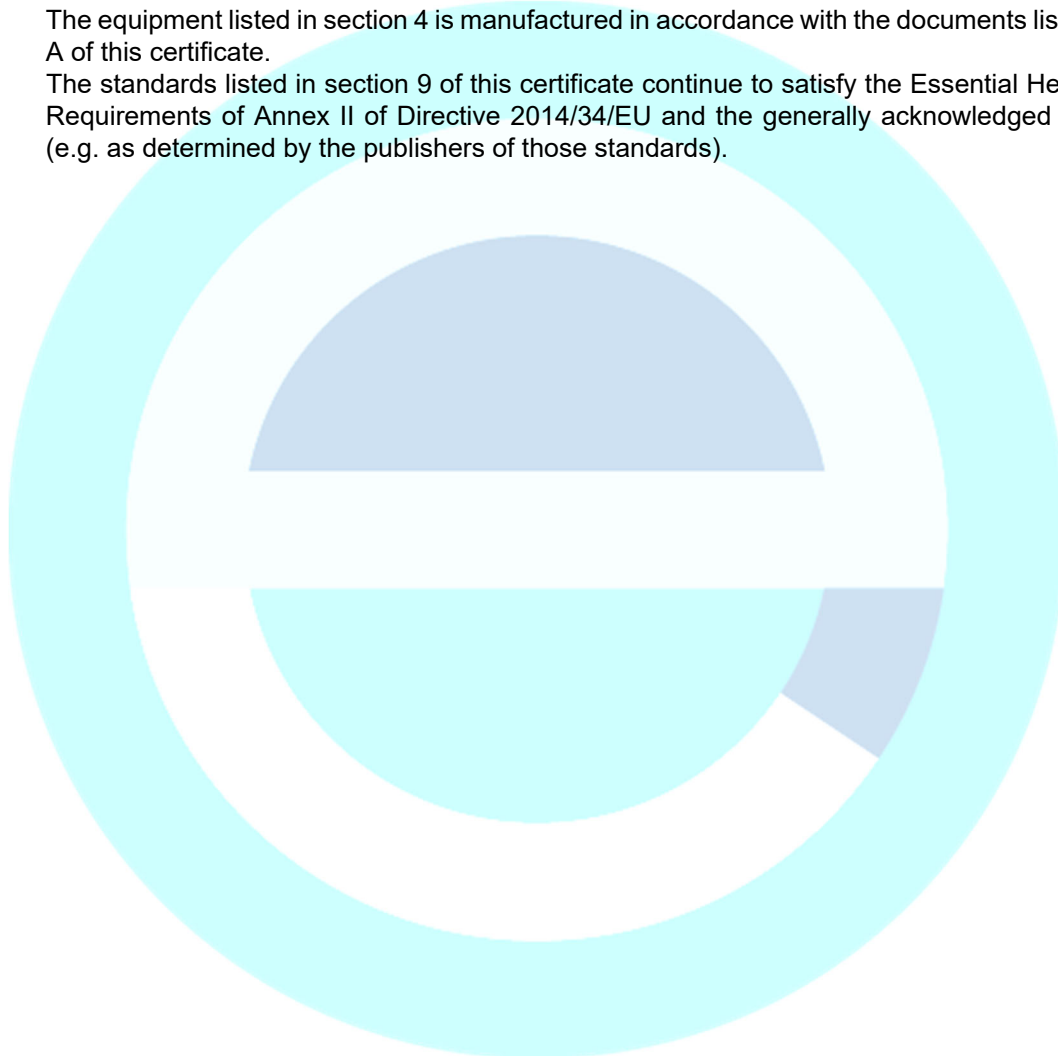 The equipment listed in section 4 is manufactured in accordance with the documents lis
A of this certificate.
The standards listed in section 9 of this certificate continue to satisfy the Essential He
Requirements of Annex II of Directive 2014/34/EU and the generally acknowledged
(e.g. as determined by the publishers of those standards).